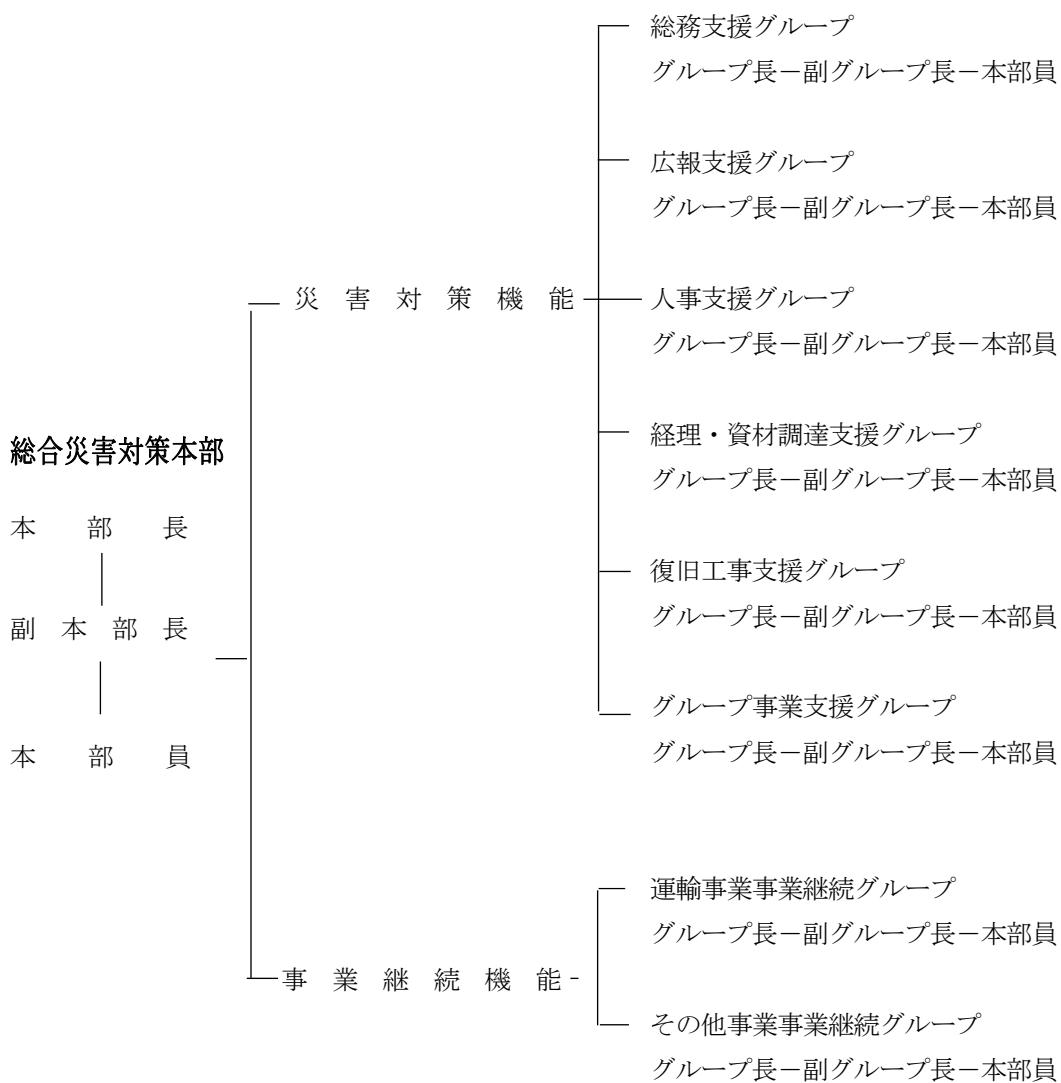 総合災害対策本部
本部長
副本部長
本部員
災害対策機能
総務支援グループ
グループ長－副グループ長－本部員
広報支援グループ
グループ長－副グループ長－本部員
人事支援グループ
グループ長－副グループ長－本部員
経理・資材調達支援グループ
グループ長－副グループ長－本部員
復旧工事支援グループ
グループ長－副グループ長－本部員
グループ事業支援グループ
グループ長－副グループ長－本部員
事業継続機能
運輸事業事業継続グループ
グループ長－副グループ長－本部員
その他事業事業継続グループ
グループ長－副グループ長－本部員